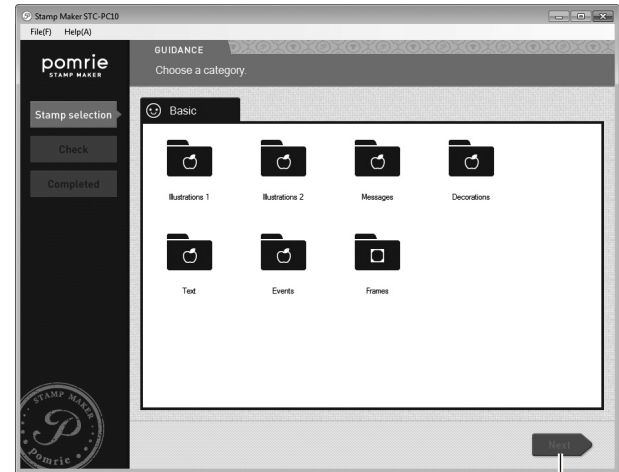 Stamp Maker STC-PC10
File(F) Help(A)
pomrie
STAMP MAKER
GUIDANCE
Choose a category.
Stamp selection
Check
Completed
Basic
Illustrations 1
Illustrations 2
Messages
Decorations
Text
Events
Frames
STAMP MAKER
P
Pomrie
Next